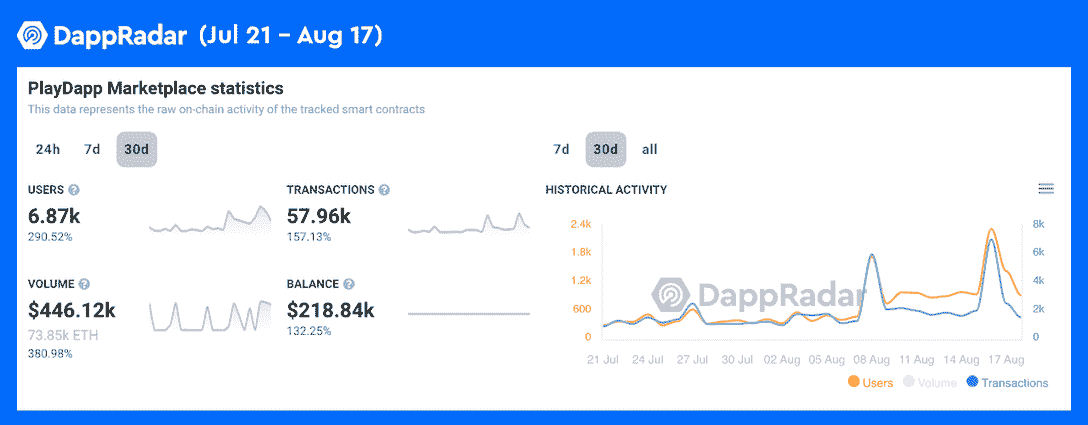 DappRadar (Jul 21 – Aug 17)
PlayDapp Marketplace statistics
This data represents the raw on-chain activity of the tracked smart contracts
24h 7d 30d
7d 30d all
USERS ?
6.87k
290.52%
TRANSACTIONS ?
57.96k
157.13%
VOLUME ?
$446.12k
73.85k ETH
380.98%
BALANCE ?
$218.84k
132.25%
HISTORICAL ACTIVITY
2.4k
1.8k
1.2k
600
0
8k
6k
4k
2k
0
DappRadar
21 Jul 24 Jul 27 Jul 30 Jul 02 Aug 05 Aug 08 Aug 11 Aug 14 Aug 17 Aug
Users Volume Transactions